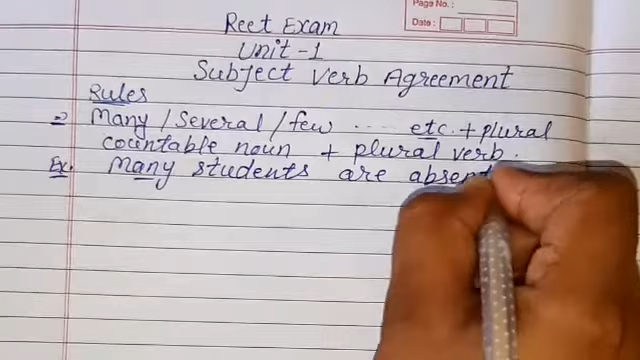 Page No. :
Date :
Reet Exam
Unit -1
Subject Verb Agreement
Rules
⇒ Many / Several / few .... etc. + plural
countable noun + plural verb.
Ex. Many students are absent